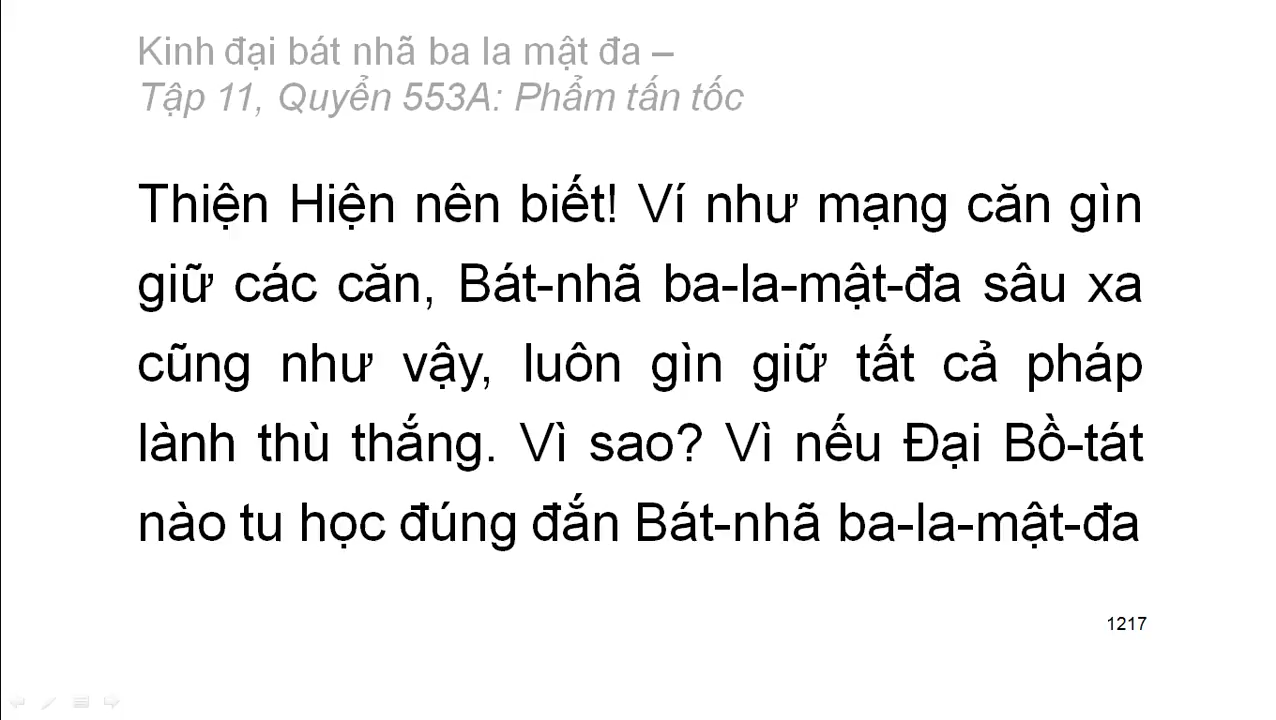 Kinh đại bát nhã ba la mật đa –
Tập 11, Quyển 553A: Phẩm tấn tốc
Thiện Hiện nên biết! Ví như mạng căn gìn
giữ các căn, Bát-nhã ba-la-mật-đa sâu xa
cũng như vậy, luôn gìn giữ tất cả pháp
lành thù thắng. Vì sao? Vì nếu Đại Bồ-tát
nào tu học đúng đắn Bát-nhã ba-la-mật-đa
1217